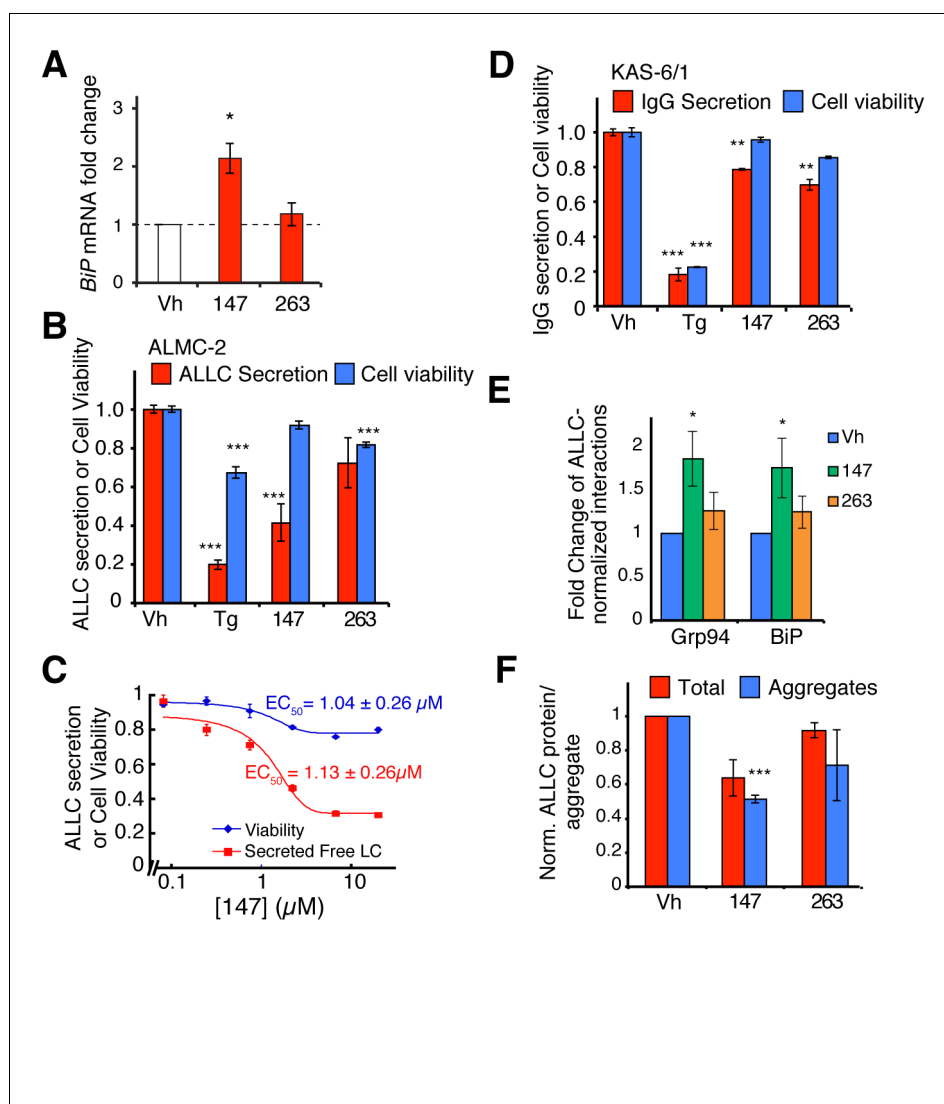 A
BiP mRNA fold change
3
2
1
0
*
Vh 147 263
B
ALMC-2
ALLC Secretion Cell viability
ALLC secretion or Cell Viability
1.0
0.8
0.6
0.4
0.2
0
*** *** *** ***
Vh Tg 147 263
C
ALLC secretion
or Cell Viability
1
0.8
0.6
0.4
0.2
0
EC50= 1.04 ± 0.26 µM
EC50 = 1.13 ± 0.26µM
Viability
Secreted Free LC
0.1 1 10
[147] (µM)
D
KAS-6/1
IgG Secretion Cell viability
IgG secretion or Cell viability
1.0
0.8
0.6
0.4
0.2
0
*** *** ** **
Vh Tg 147 263
E
Fold Change of ALLC-
normalized interactions
2
1.5
1
0.5
0
* *
Vh
147
263
Grp94 BiP
F
Total Aggregates
Norm. ALLC protein/
aggregate
1
0.8
0.6
0.4
0.2
0
***
Vh 147 263